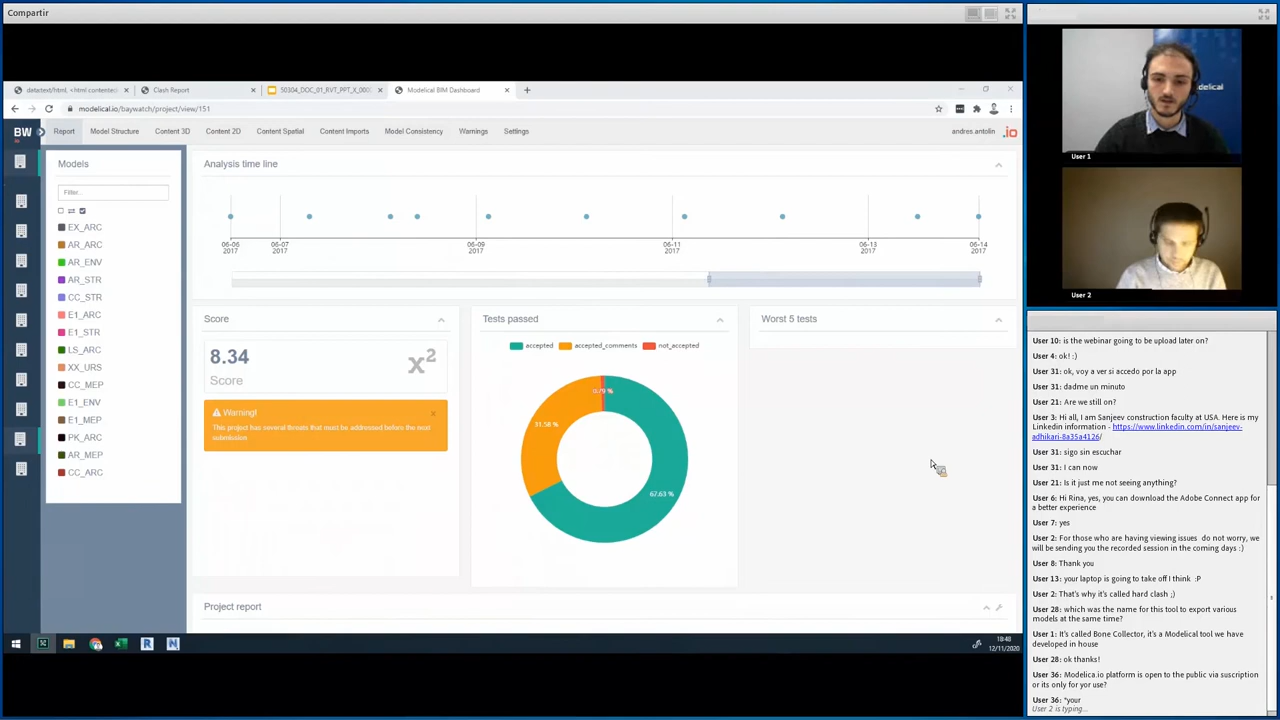 Compartir
datatext/html, <html contentedi
Clash Report
50304_DOC_01_RVT_PPT_X_000
Modelical BIM Dashboard
modelical.io/baywatch/project/view/151
BW
Report
Model Structure
Content 3D
Content 2D
Content Spatial
Content Imports
Model Consistency
Warnings
Settings
andres.antolin
.io
Models
Filter..
EX_ARC
AR_ARC
AR_ENV
AR_STR
CC_STR
E1_ARC
E1_STR
LS_ARC
XX_URS
CC_MEP
E1_ENV
E1_MEP
PK_ARC
AR_MEP
CC_ARC
Analysis time line
06-06
2017
06-07
2017
06-09
2017
06-11
2017
06-13
2017
06-14
2017
Score
8.34
Score
x²
Warning!
This project has several threats that must be addressed before the next
submission
Tests passed
accepted
accepted_comments
not_accepted
0.79 %
31.58 %
67.63 %
Worst 5 tests
Project report
18:48
12/11/2020
User 1
User 2
User 10: is the webinar going to be upload later on?
User 4: ok! :)
User 31: ok, voy a ver si accedo por la app
User 31: dadme un minuto
User 21: Are we still on?
User 3: Hi all, I am Sanjeev construction faculty at USA. Here is my
Linkedin information - https://www.linkedin.com/in/sanjeev-
adhikari-8a35a4126/
User 31: sigo sin escuchar
User 31: I can now
User 21: Is it just me not seeing anything?
User 6: Hi Rina, yes, you can download the Adobe Connect app for
a better experience
User 7: yes
User 2: For those who are having viewing issues do not worry, we
will be sending you the recorded session in the coming days :)
User 8: Thank you
User 13: your laptop is going to take off I think :P
User 2: That's why it's called hard clash ;)
User 28: which was the name for this tool to export various
models at the same time?
User 1: It's called Bone Collector, it's a Modelical tool we have
developed in house
User 28: ok thanks!
User 36: Modelica.io platform is open to the public via suscription
or its only for yor use?
User 36: *your
User 2 is typing...